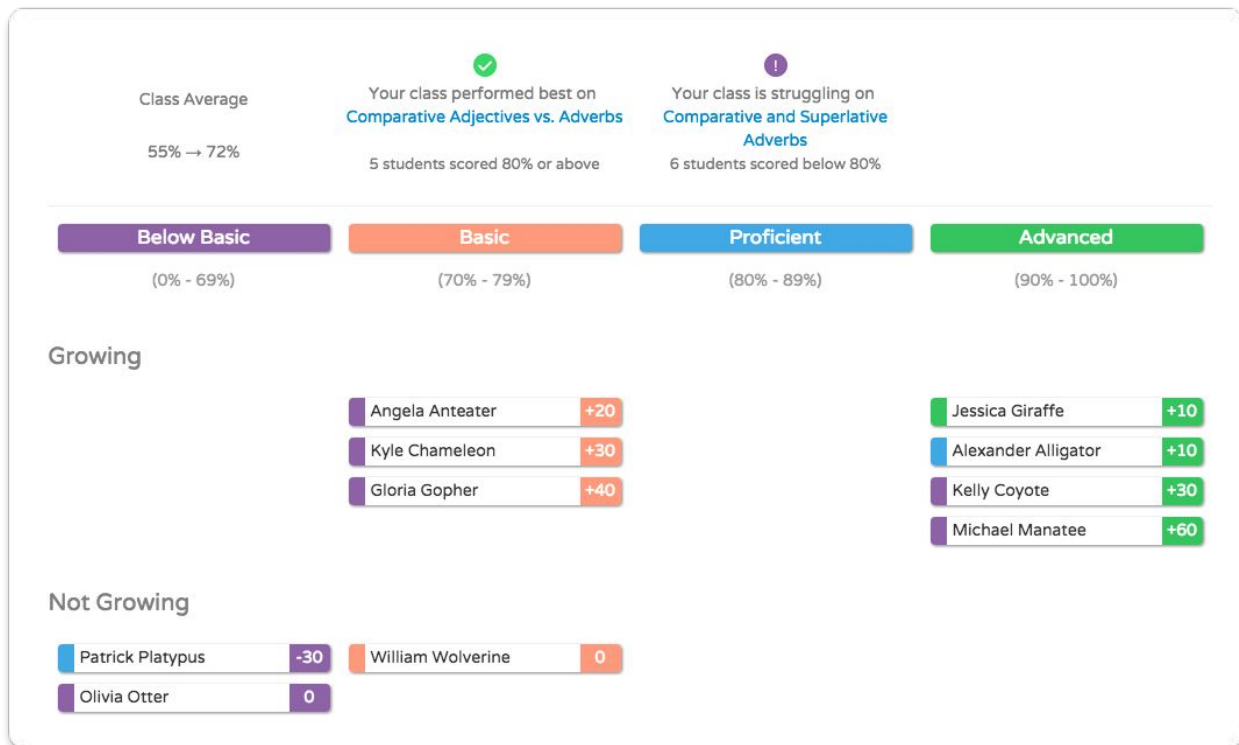 Class Average
55% → 72%
Your class performed best on
Comparative Adjectives vs. Adverbs
5 students scored 80% or above
!
Your class is struggling on
Comparative and Superlative
Adverbs
6 students scored below 80%
Below Basic
(0% - 69%)
Basic
(70% - 79%)
Proficient
(80% - 89%)
Advanced
(90% - 100%)
Growing
Angela Anteater +20
Kyle Chameleon +30
Gloria Gopher +40
Jessica Giraffe +10
Alexander Alligator +10
Kelly Coyote +30
Michael Manatee +60
Not Growing
Patrick Platypus -30
Olivia Otter 0
William Wolverine 0